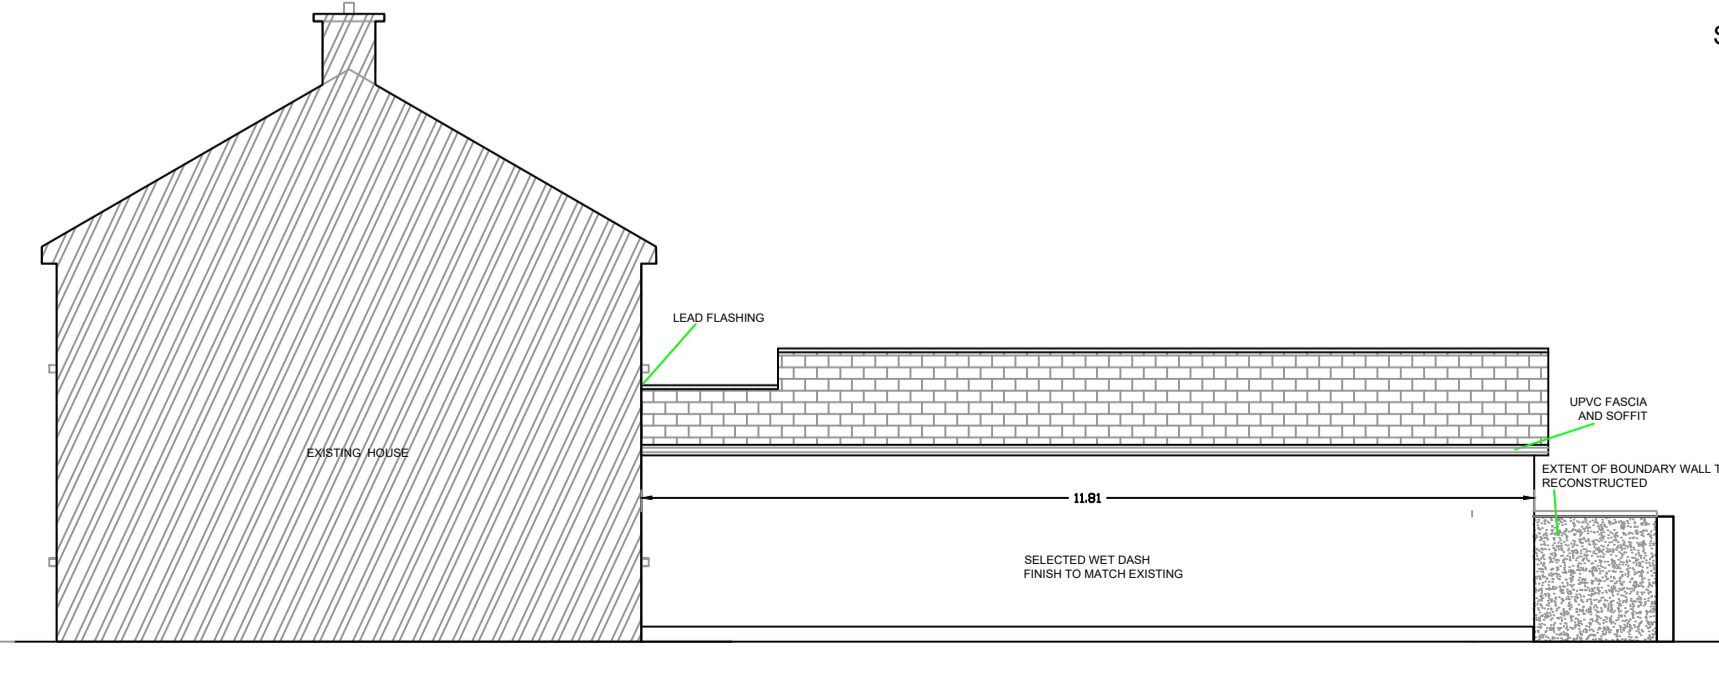 S
LEAD FLASHING
UPVC FASCIA
AND SOFFIT
EXISTING HOUSE
EXTENT OF BOUNDARY WALL T
RECONSTRUCTED
11.81
SELECTED WET DASH
FINISH TO MATCH EXISTING